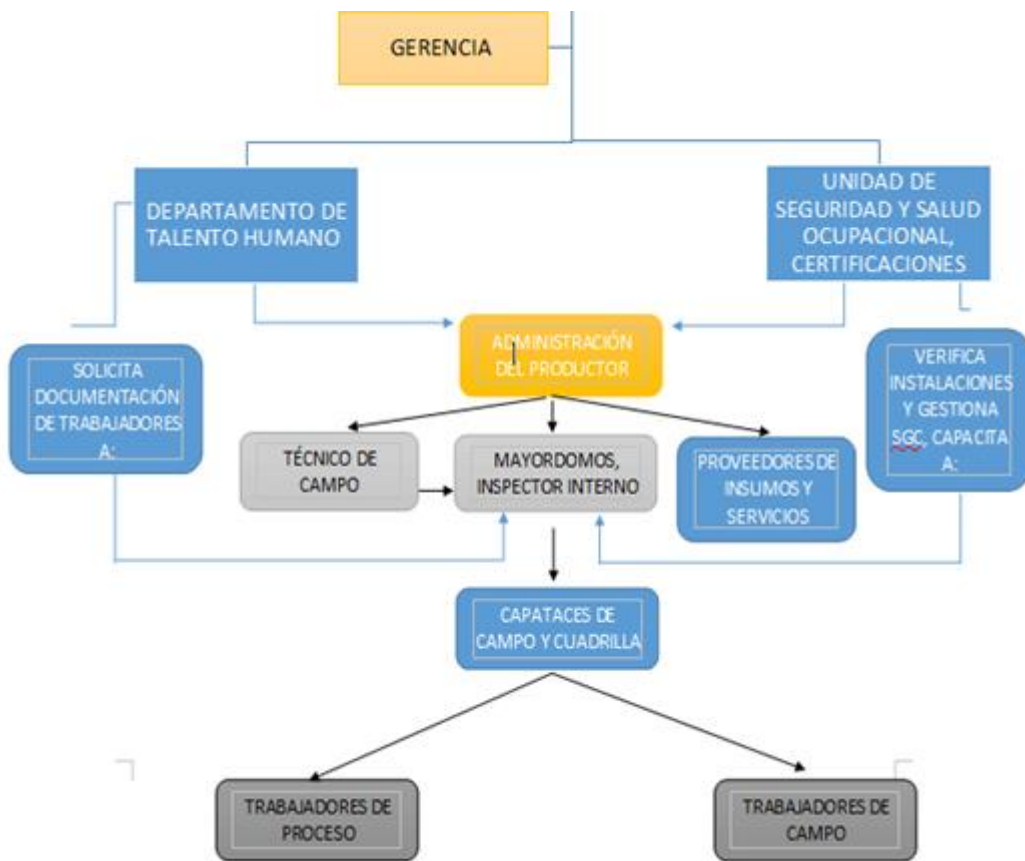 GERENCIA
DEPARTAMENTO DE
TALENTO HUMANO
UNIDAD DE
SEGURIDAD Y SALUD
OCUPACIONAL,
CERTIFICACIONES
ADMINISTRACIÓN
DEL PRODUCTOR
SOLICITA
DOCUMENTACIÓN
DE TRABAJADORES
A:
VERIFICA
INSTALACIONES
Y GESTIONA
SGC, CAPACITA
A:
TÉCNICO DE
CAMPO
MAYORDOMOS,
INSPECTOR INTERNO
PROVEEDORES DE
INSUMOS Y
SERVICIOS
CAPATACES DE
CAMPO Y CUADRILLA
TRABAJADORES DE
PROCESO
TRABAJADORES DE
CAMPO